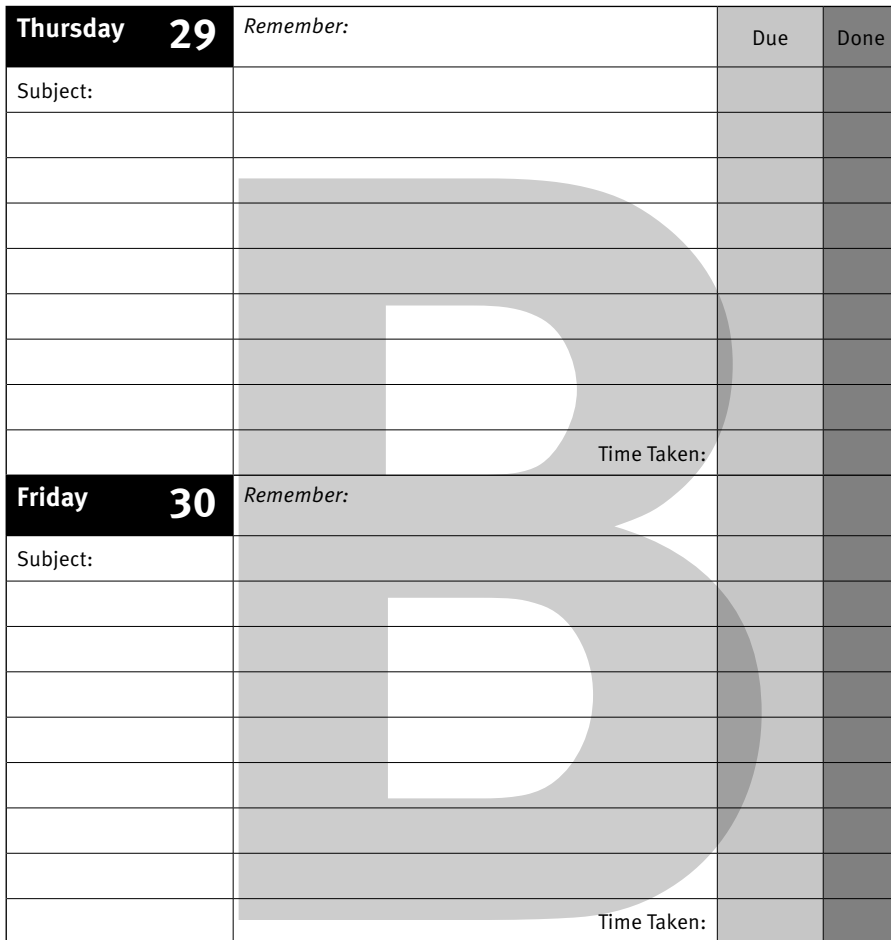 Thursday 29 Remember: Due Done
Subject:
B
Time Taken:
Friday 30 Remember:
Subject:
Time Taken: